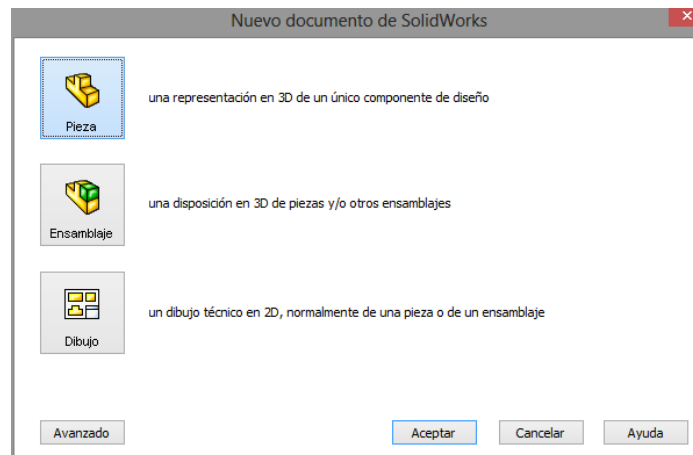 Nuevo documento de SolidWorks
Pieza
una representación en 3D de un único componente de diseño
Ensamblaje
una disposición en 3D de piezas y/o otros ensamblajes
Dibujo
un dibujo técnico en 2D, normalmente de una pieza o de un ensamblaje
Avanzado Aceptar Cancelar Ayuda